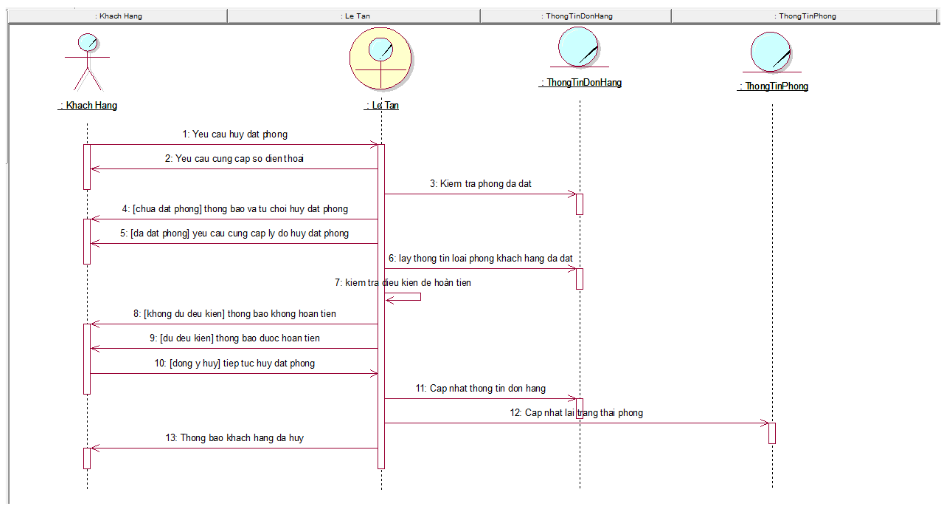 : Khach Hang
: Le Tan
: ThongTinDonHang
: ThongTinPhong
: Khach Hang
: Le Tan
: ThongTinDonHang
: ThongTinPhong
1: Yeu cau huy dat phong
2: Yeu cau cung cap so dien thoai
3: Kiem tra phong da dat
4: [chua dat phong] thong bao va tu choi huy dat phong
5: [da dat phong] yeu cau cung cap ly do huy dat phong
6: lay thong tin loai phong khach hang da dat
7: kiem tra dieu kien de hoàn tien
8: [khong du deu kien] thong bao khong hoan tien
9: [du deu kien] thong bao duoc hoan tien
10: [dong y huy] tiep tuc huy dat phong
11: Cap nhat thong tin don hang
12: Cap nhat lai trang thai phong
13: Thong bao khach hang da huy